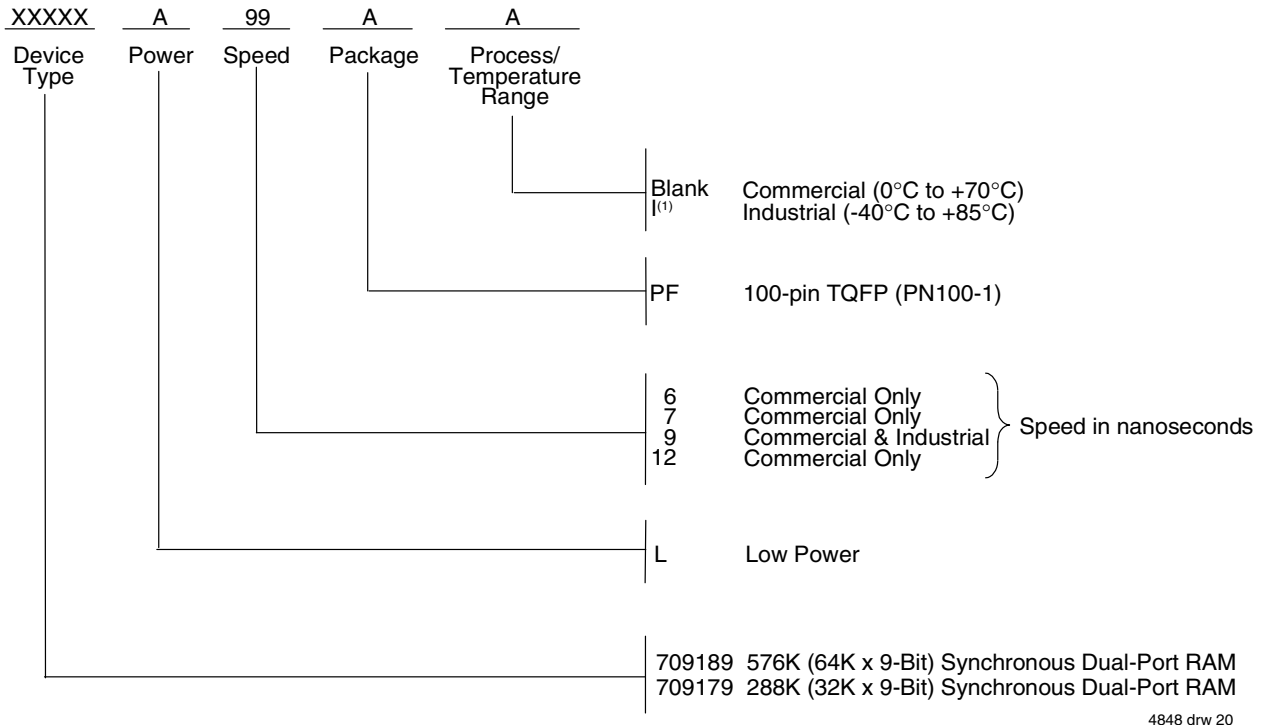 XXXXX A 99 A A
Device Type Power Speed Package Process/ Temperature Range
Blank Commercial (0°C to +70°C)
I(1) Industrial (-40°C to +85°C)
PF 100-pin TQFP (PN100-1)
6 Commercial Only
7 Commercial Only
9 Commercial & Industrial
12 Commercial Only
Speed in nanoseconds
L Low Power
709189 576K (64K x 9-Bit) Synchronous Dual-Port RAM
709179 288K (32K x 9-Bit) Synchronous Dual-Port RAM
4848 drw 20